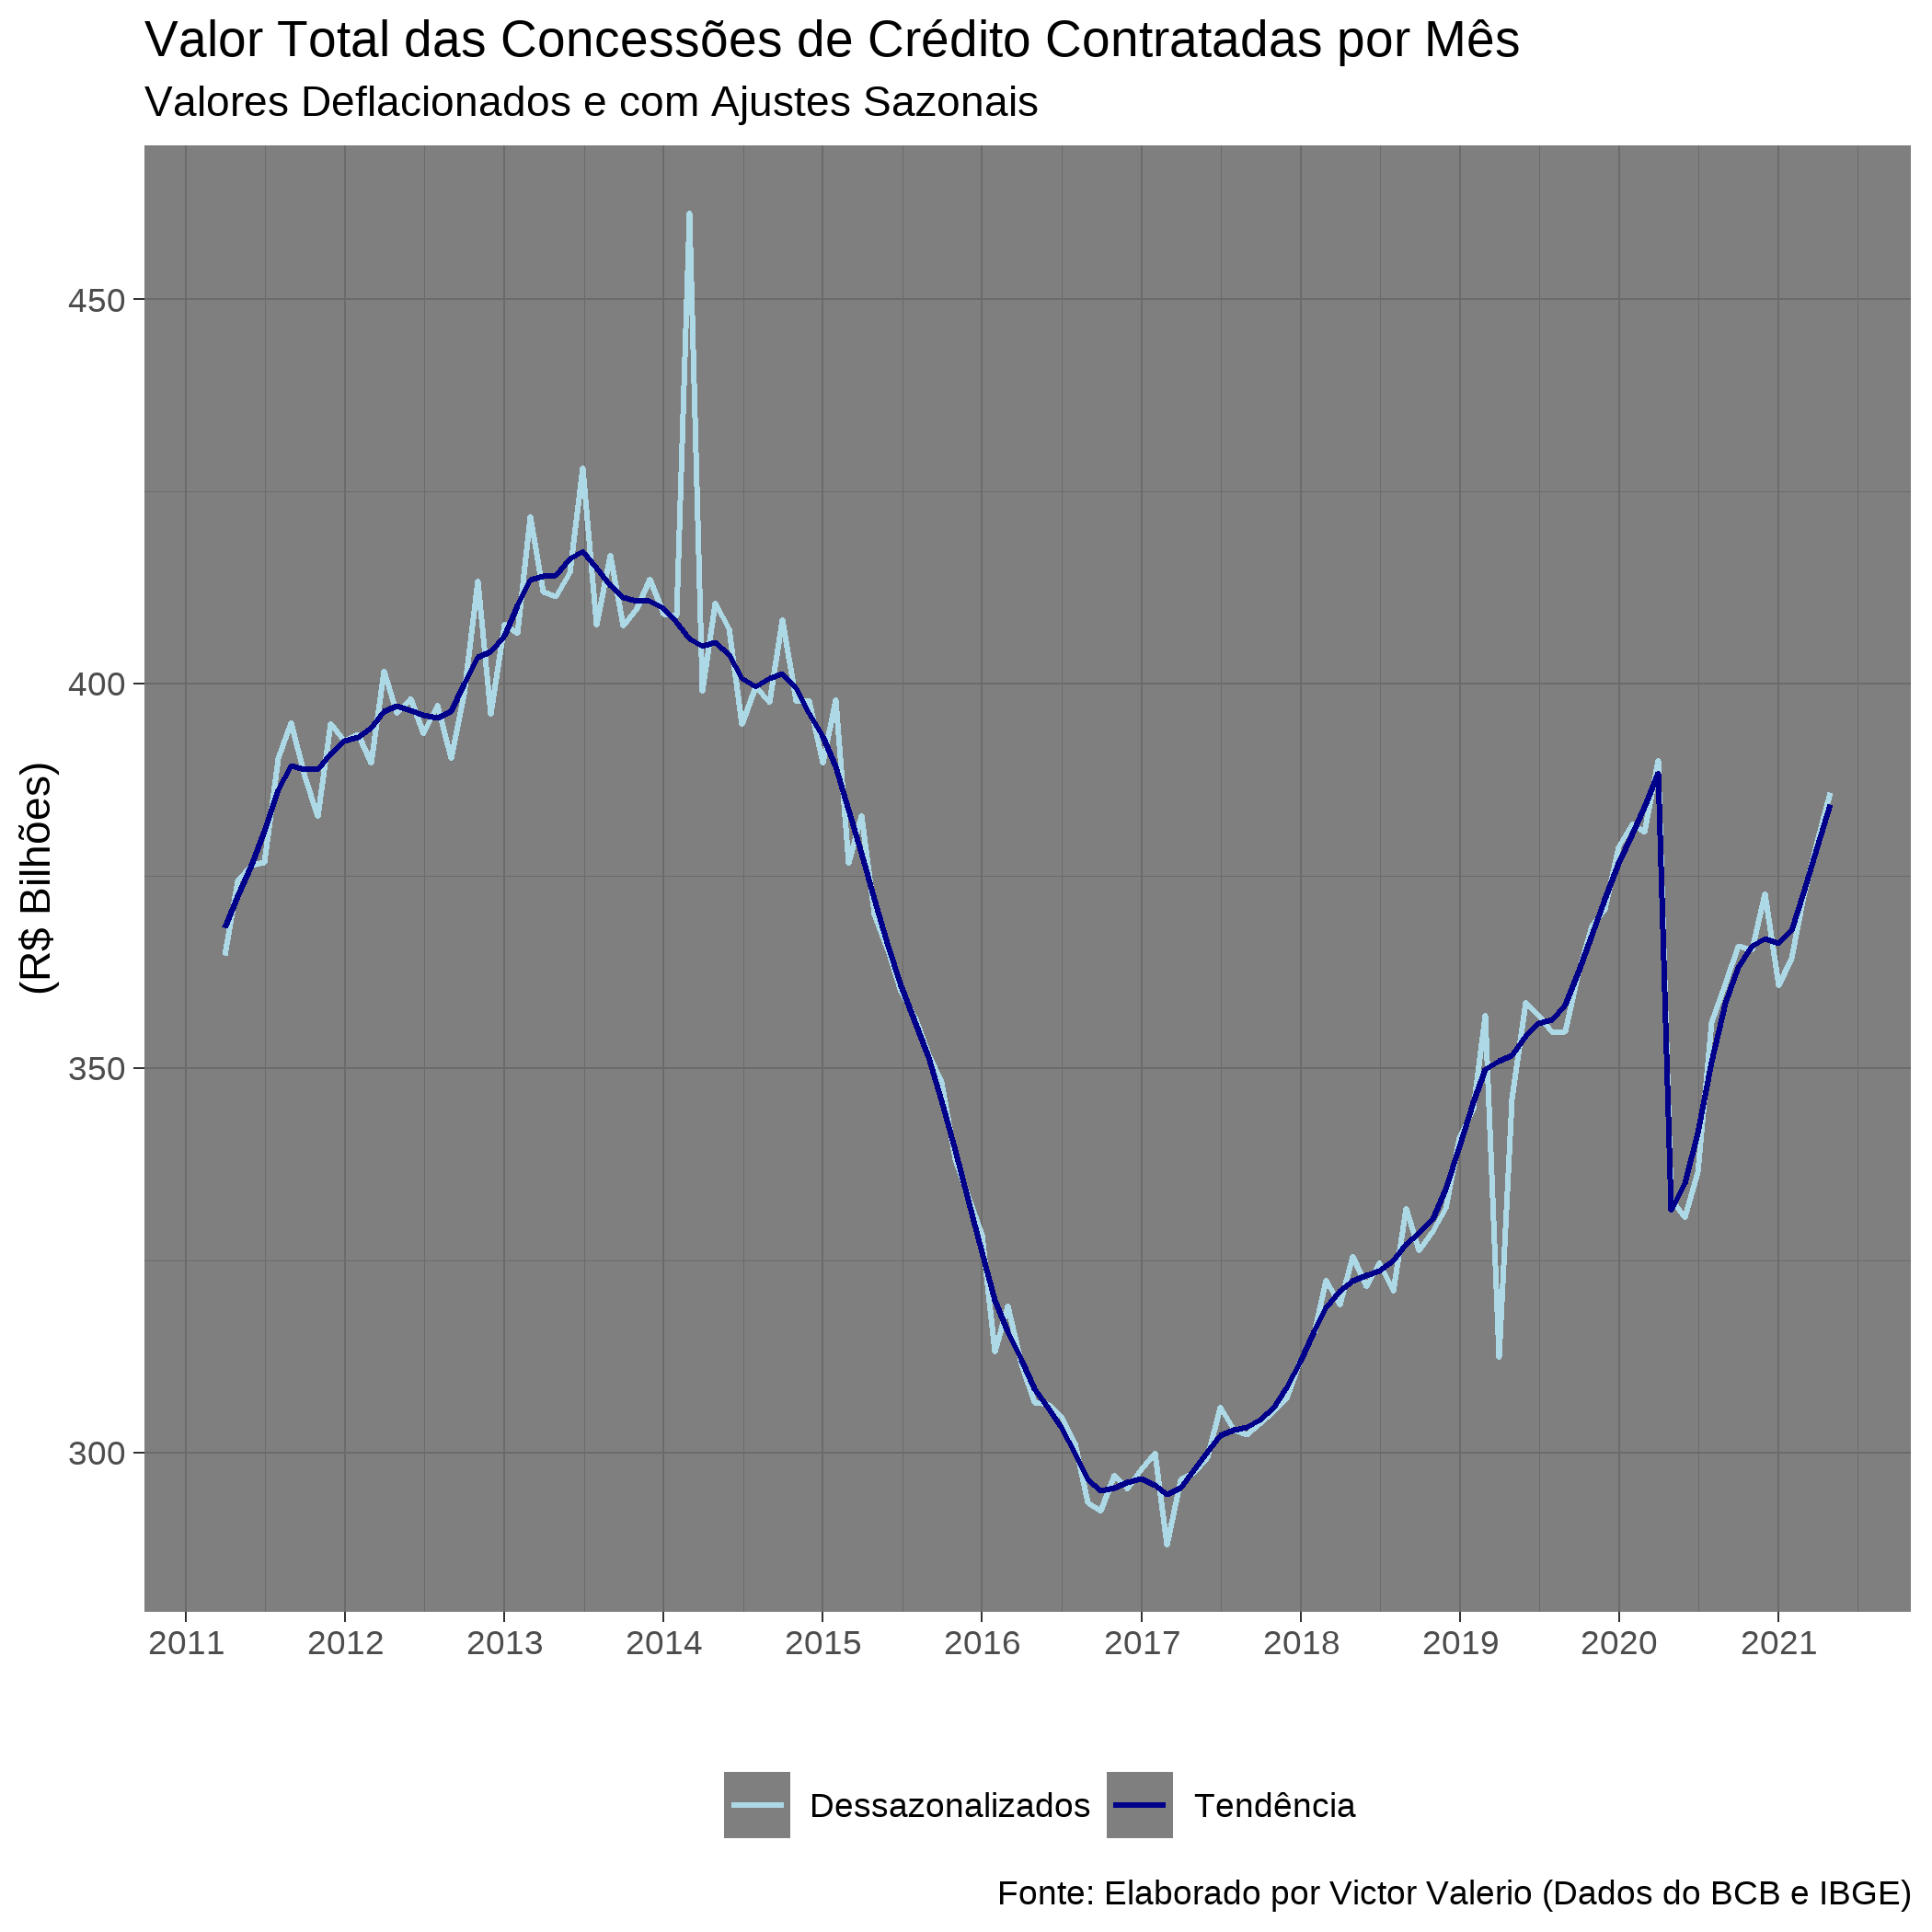 Valor Total das Concessões de Crédito Contratadas por Mês
Valores Deflacionados e com Ajustes Sazonais
(R$ Bilhões)
450
400
350
300
2011 2012 2013 2014 2015 2016 2017 2018 2019 2020 2021
Dessazonalizados Tendência
Fonte: Elaborado por Victor Valerio (Dados do BCB e IBGE)